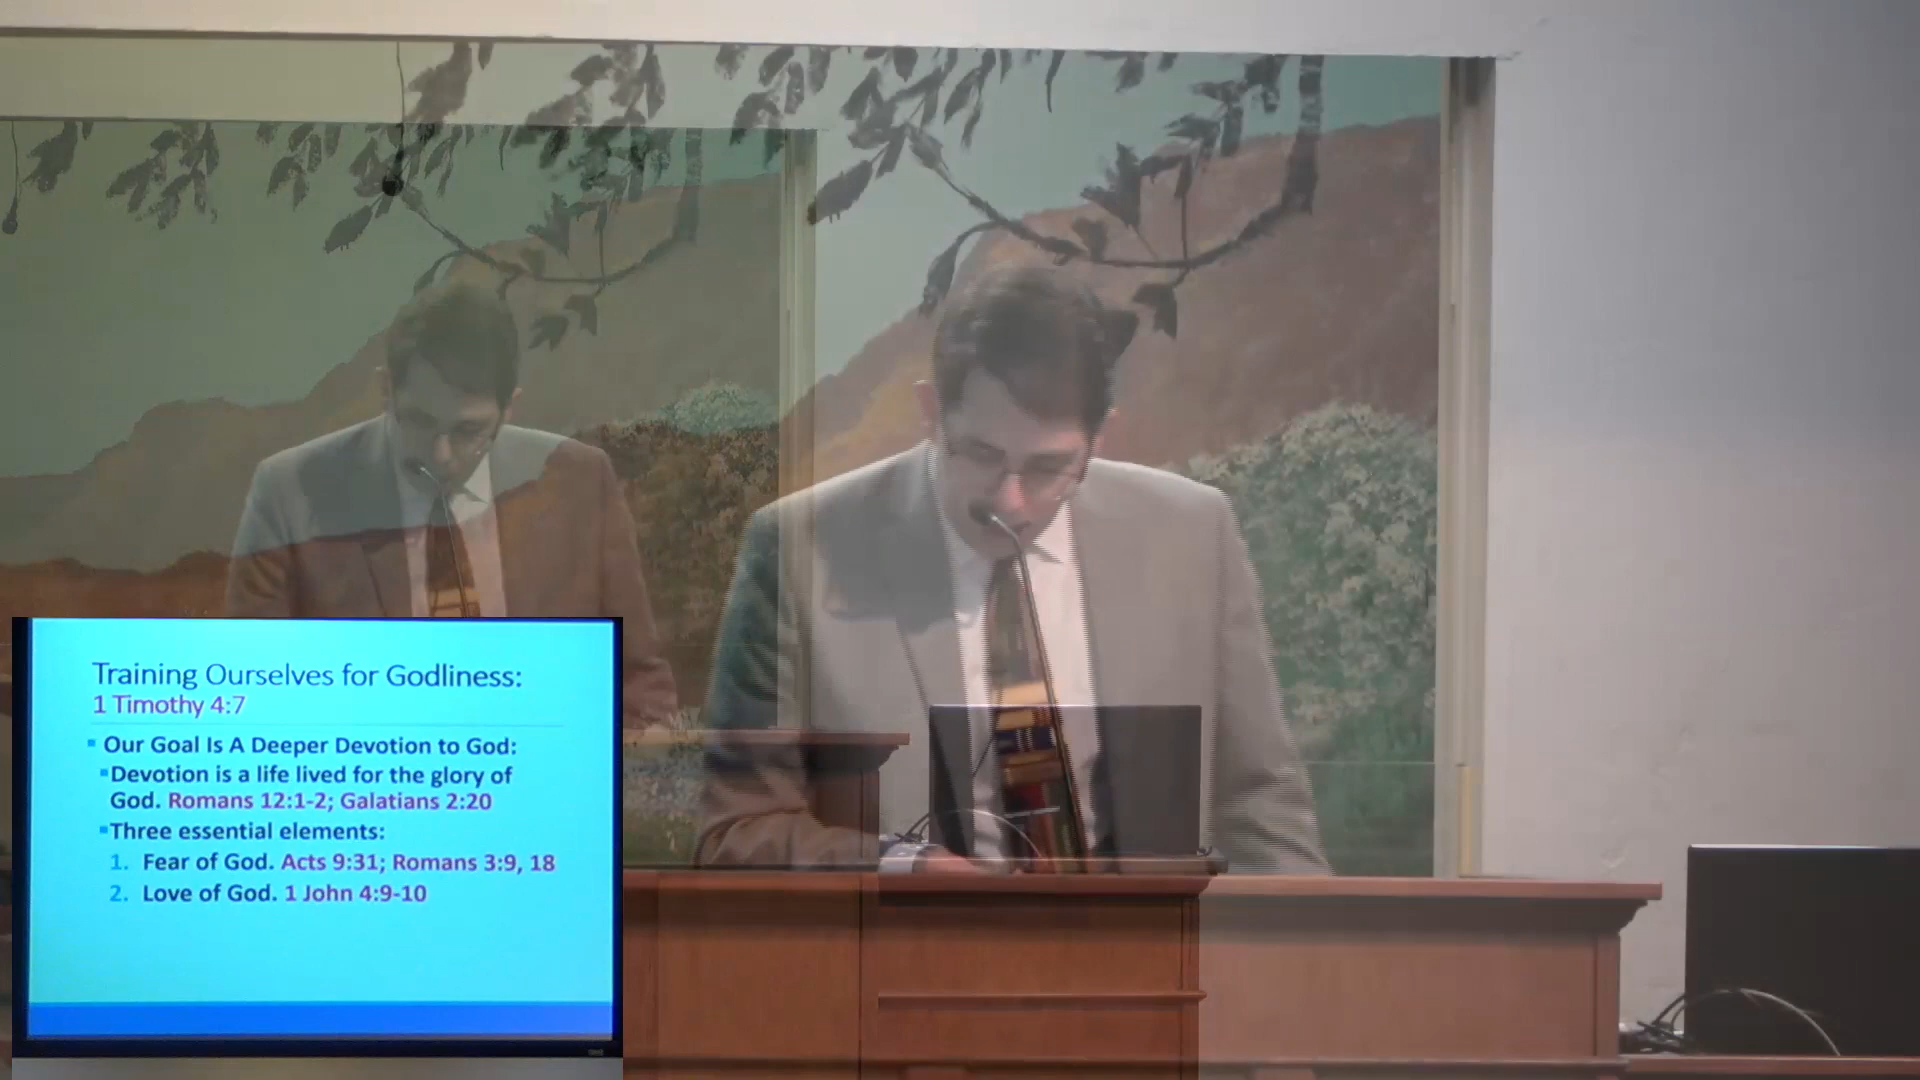 Training Ourselves for Godliness:
1 Timothy 4:7
Our Goal Is A Deeper Devotion to God:
Devotion is a life lived for the glory of
God. Romans 12:1-2; Galatians 2:20
Three essential elements:
1. Fear of God. Acts 9:31; Romans 3:9, 18
2. Love of God. 1 John 4:9-10